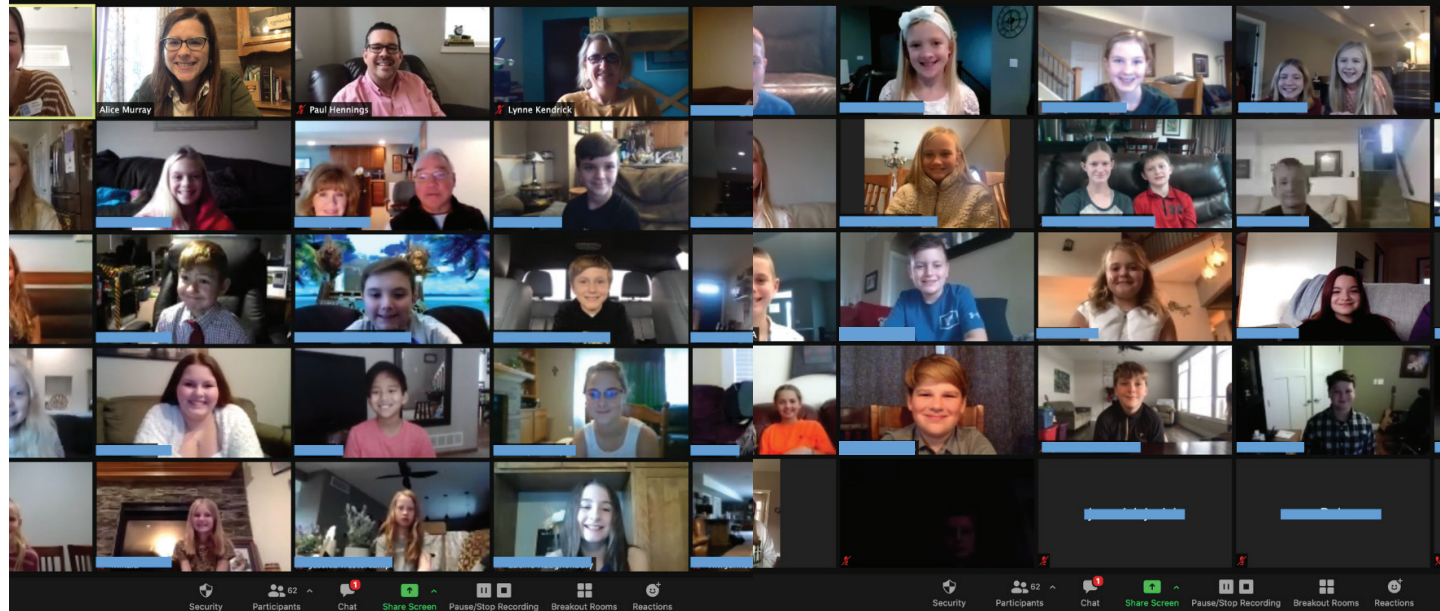 Alice Murray
Paul Hennings
Lynne Kendrick
Security
Participants
62
Chat
1
Share Screen
Pause/Stop Recording
Breakout Rooms
Reactions
Security
Participants
62
Chat
1
Share Screen
Pause/Stop Recording
Breakout Rooms
Reactions